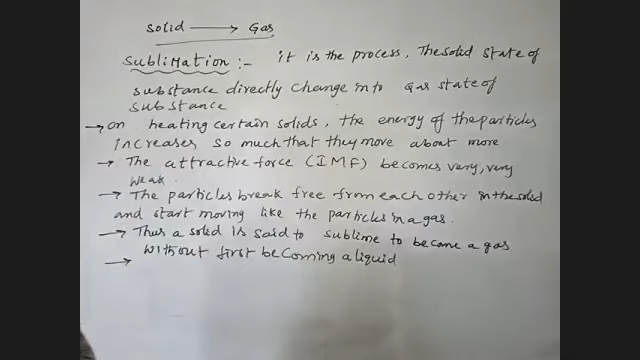 Solid → Gas
Sublimation :- it is the process, The solid state of
substance directly change into Gas state of
substance
→ on heating certain solids, the energy of the particles
increases so much that they move about more
→ The attractive force (IMF) becomes very, very
weak.
→ The particles break free from each other in the solid
and start moving like the particles in a gas.
→ Thus a solid is said to sublime to become a gas
→ without first becoming a liquid